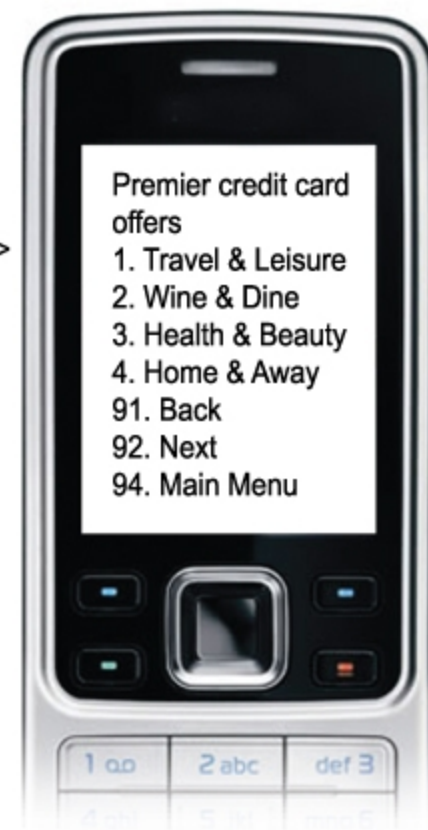 >
Premier credit card
offers
1. Travel & Leisure
2. Wine & Dine
3. Health & Beauty
4. Home & Away
91. Back
92. Next
94. Main Menu
1 2 abc def 3